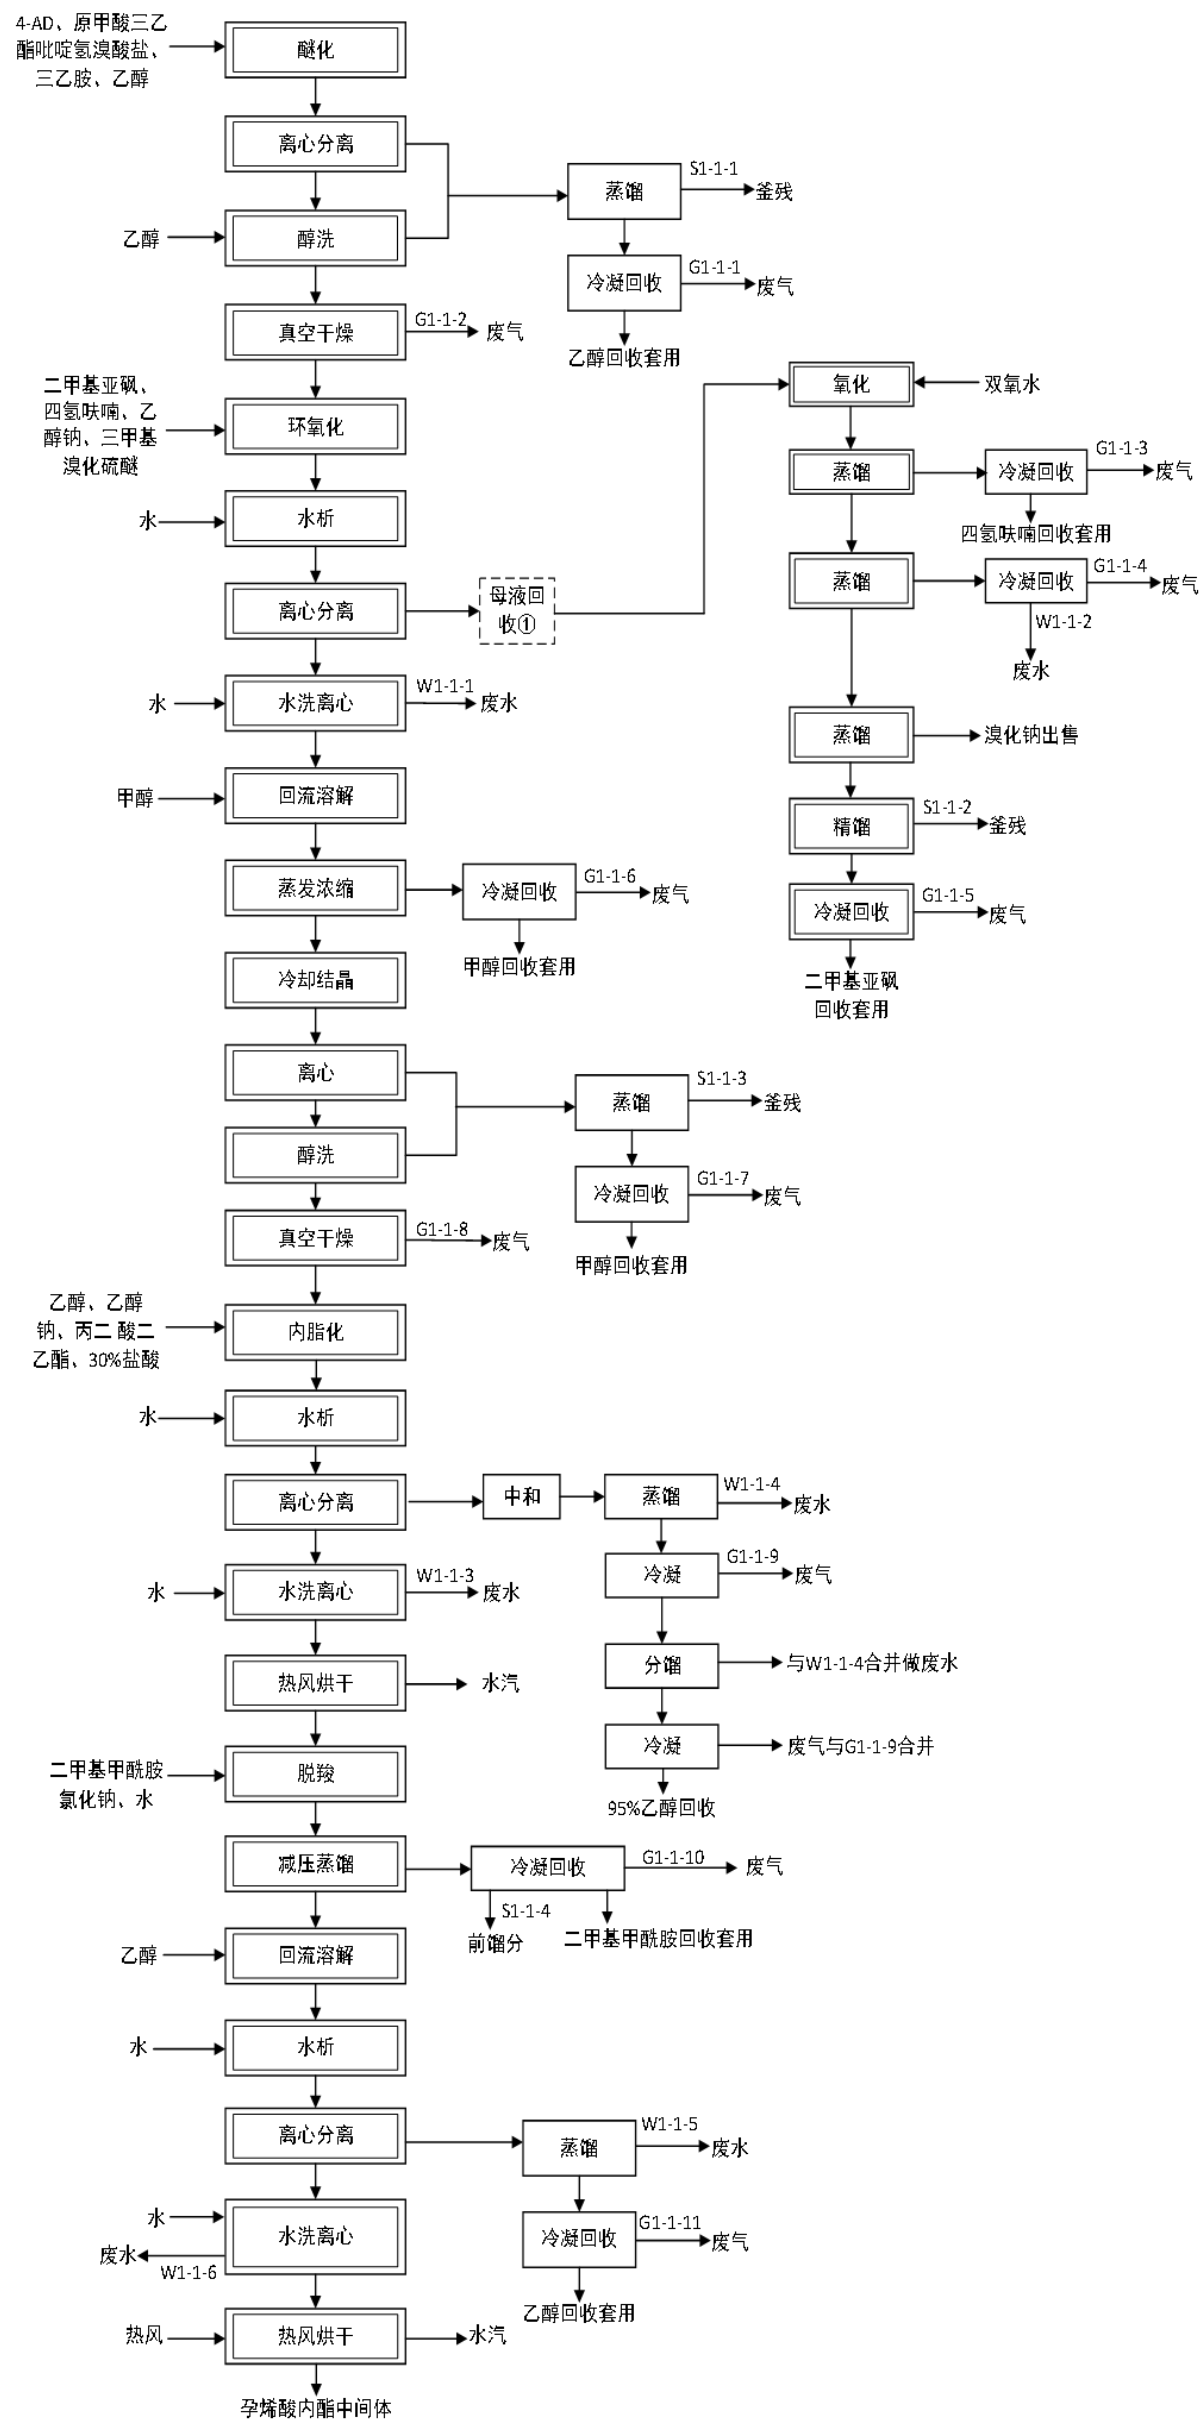 4-AD、原甲酸三乙
酯吡啶氢溴酸盐、
三乙胺、乙醇
醚化
离心分离
蒸馏
S1-1-1
釜残
乙醇
醇洗
冷凝回收
G1-1-1
废气
乙醇回收套用
真空干燥
G1-1-2
废气
二甲基亚砜、
四氢呋喃、乙
醇钠、三甲基
溴化硫醚
环氧化
氧化
双氧水
蒸馏
冷凝回收
G1-1-3
废气
四氢呋喃回收套用
水
水析
蒸馏
冷凝回收
G1-1-4
废气
W1-1-2
废水
离心分离
母液回
收①
水
水洗离心
W1-1-1
废水
蒸馏
溴化钠出售
甲醇
回流溶解
精馏
S1-1-2
釜残
蒸发浓缩
冷凝回收
G1-1-6
废气
甲醇回收套用
冷凝回收
G1-1-5
废气
二甲基亚砜
回收套用
冷却结晶
离心
蒸馏
S1-1-3
釜残
醇洗
冷凝回收
G1-1-7
废气
甲醇回收套用
真空干燥
G1-1-8
废气
乙醇、乙醇
钠、丙二 酸二
乙酯、30%盐酸
内脂化
水
水析
离心分离
中和
蒸馏
W1-1-4
废水
冷凝
G1-1-9
废气
水
水洗离心
W1-1-3
废水
分馏
与W1-1-4合并做废水
热风烘干
水汽
冷凝
废气与G1-1-9合并
95%乙醇回收
二甲基甲酰胺
氯化钠、水
脱羧
减压蒸馏
冷凝回收
G1-1-10
废气
S1-1-4
前馏分
二甲基甲酰胺回收套用
乙醇
回流溶解
水
水析
离心分离
蒸馏
W1-1-5
废水
水
水洗离心
废水
W1-1-6
冷凝回收
G1-1-11
废气
乙醇回收套用
热风
热风烘干
水汽
孕烯酸内酯中间体